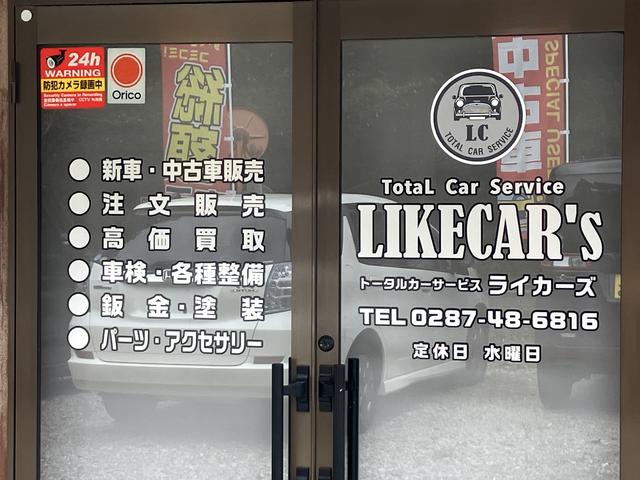 24h
WARNING
防犯カメラ録画中
Orico
新車・中古車販売
注文販売
高価買取
車検・各種整備
鈑金・塗装
パーツ・アクセサリー
LC
TOTAL CAR SERVICE
TotaL Car Service
LIKECAR's
トータルカーサービス ライカーズ
TEL 0287-48-6816
定休日 水曜日